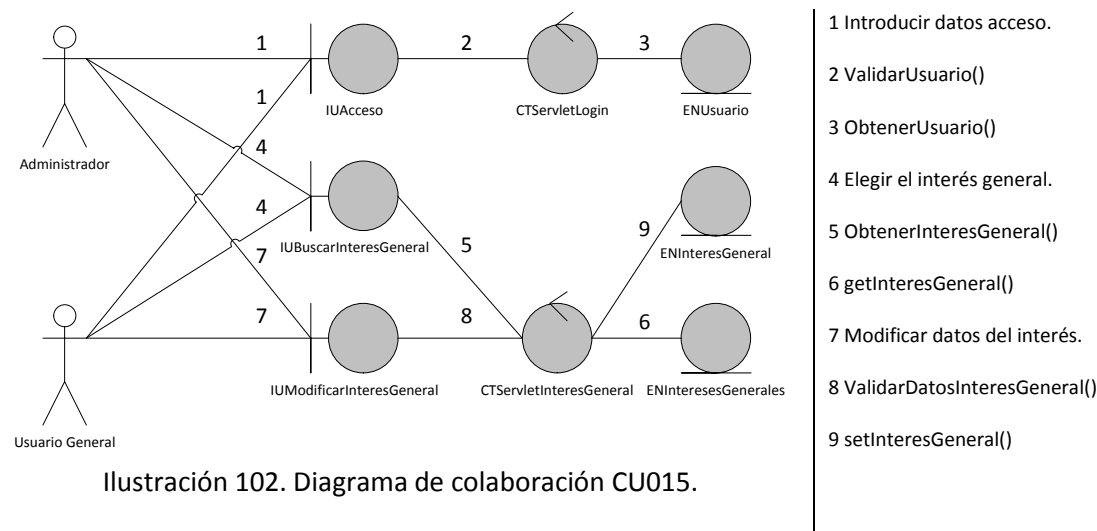 1
2
3
1
IUAcceso
CTServletLogin
ENUsuario
Administrador
4
4
IUBuscarInteresGeneral
5
9
ENInteresGeneral
7
7
8
6
IUModificarInteresGeneral
CTServletInteresGeneral
ENInteresesGenerales
Usuario General
Ilustración 102. Diagrama de colaboración CU015.
1 Introducir datos acceso.
2 ValidarUsuario()
3 ObtenerUsuario()
4 Elegir el interés general.
5 ObtenerInteresGeneral()
6 getInteresGeneral()
7 Modificar datos del interés.
8 ValidarDatosInteresGeneral()
9 setInteresGeneral()